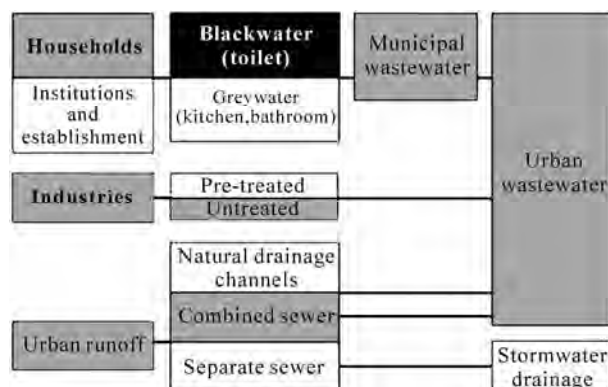 Households
Institutions
and
establishment
Blackwater
(toilet)
Greywater
(kitchen,bathroom)
Municipal
wastewater
Urban
wastewater
Industries
Pre-treated
Untreated
Urban runoff
Natural drainage
channels
Combined sewer
Separate sewer
Stormwater
drainage